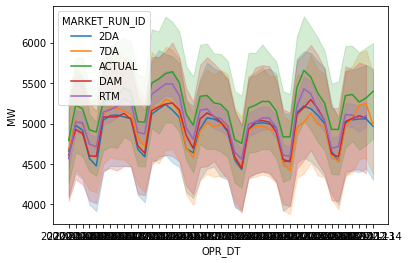 MARKET_RUN_ID
2DA
7DA
ACTUAL
DAM
RTM
6000
5500
5000
4500
4000
MW
OPR_DT